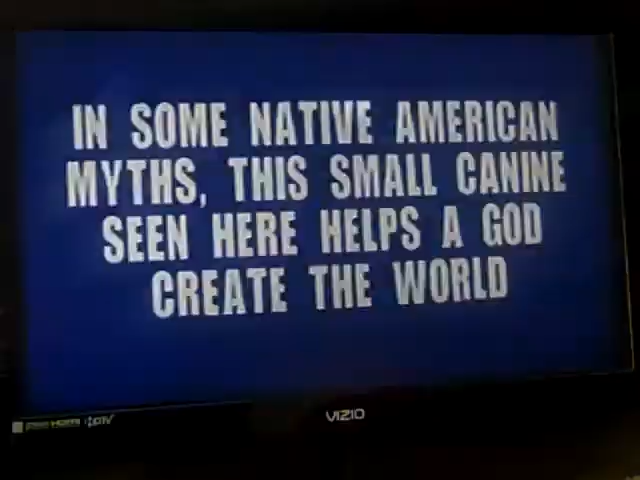 IN SOME NATIVE AMERICAN
MYTHS, THIS SMALL CANINE
SEEN HERE HELPS A GOD
CREATE THE WORLD
VIZIO